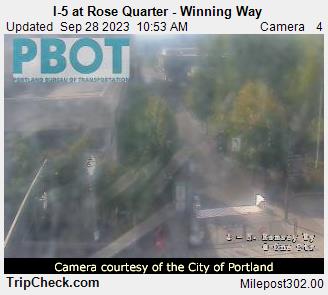 I-5 at Rose Quarter - Winning Way
Updated Sep 28 2023 10:53 AM Camera 4
PBOT
PORTLAND BUREAU OF TRANSPORTATION
Camera courtesy of the City of Portland
TripCheck.com Milepost302.00